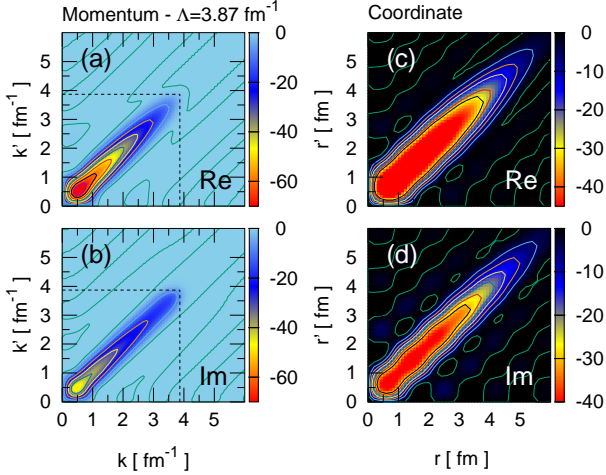 Momentum - Λ=3.87 fm⁻¹
Coordinate
(a)
Re
k' [ fm⁻¹]
0
1
2
3
4
5
0
-20
-40
-60
(c)
Re
r' [ fm]
0
1
2
3
4
5
0
-10
-20
-30
-40
(b)
Im
k' [ fm⁻¹]
0
1
2
3
4
5
0 1 2 3 4 5
k [ fm⁻¹]
0
-20
-40
-60
(d)
Im
r' [ fm]
0
1
2
3
4
5
0 1 2 3 4 5
r [ fm]
0
-10
-20
-30
-40